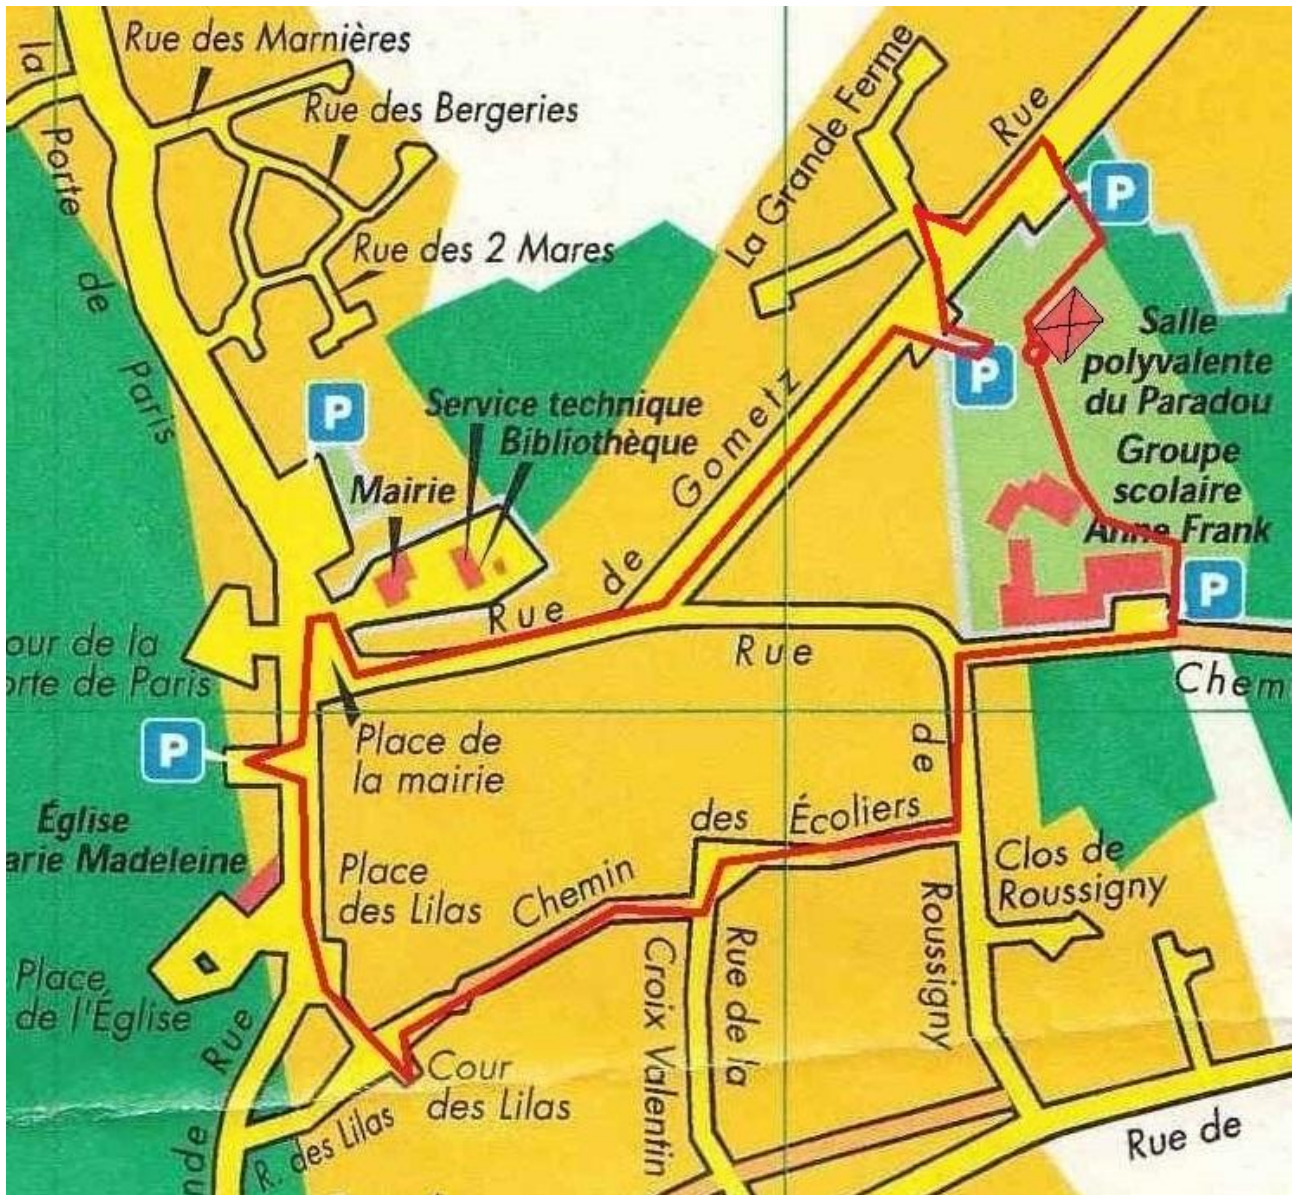 Rue des Marnières
Rue des Bergeries
Rue des 2 Mares
la
Porte
de
Paris
La Grande Ferme
Rue
P
Salle
polyvalente
du Paradou
P
Groupe
scolaire
Anne Frank
P
P
Service technique
Bibliothèque
Mairie
Gometz
de
Rue
Rue
Chem
our de la
orte de Paris
P
Place de
la mairie
de
Église
arie Madeleine
Place
des Lilas
Chemin
des
Écoliers
Clos de
Roussigny
Roussigny
Place
de l'Église
Rue
nde
Cour
des Lilas
R. des Lilas
Croix Valentin
Rue de la
Rue de